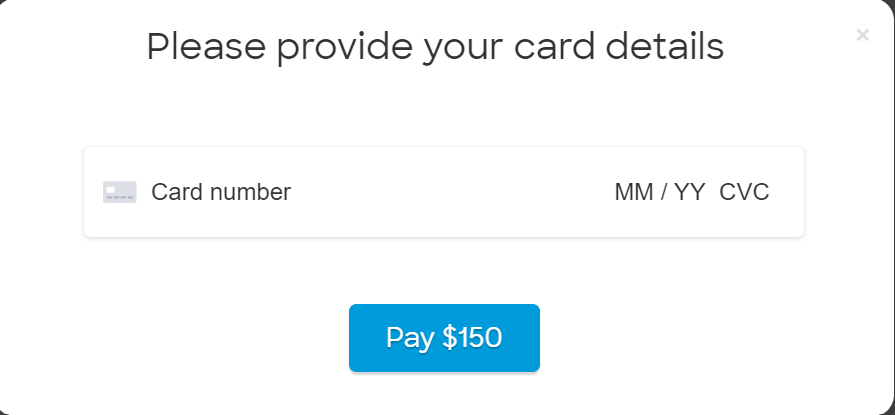 Please provide your card details
×
Card number MM / YY CVC
Pay $150